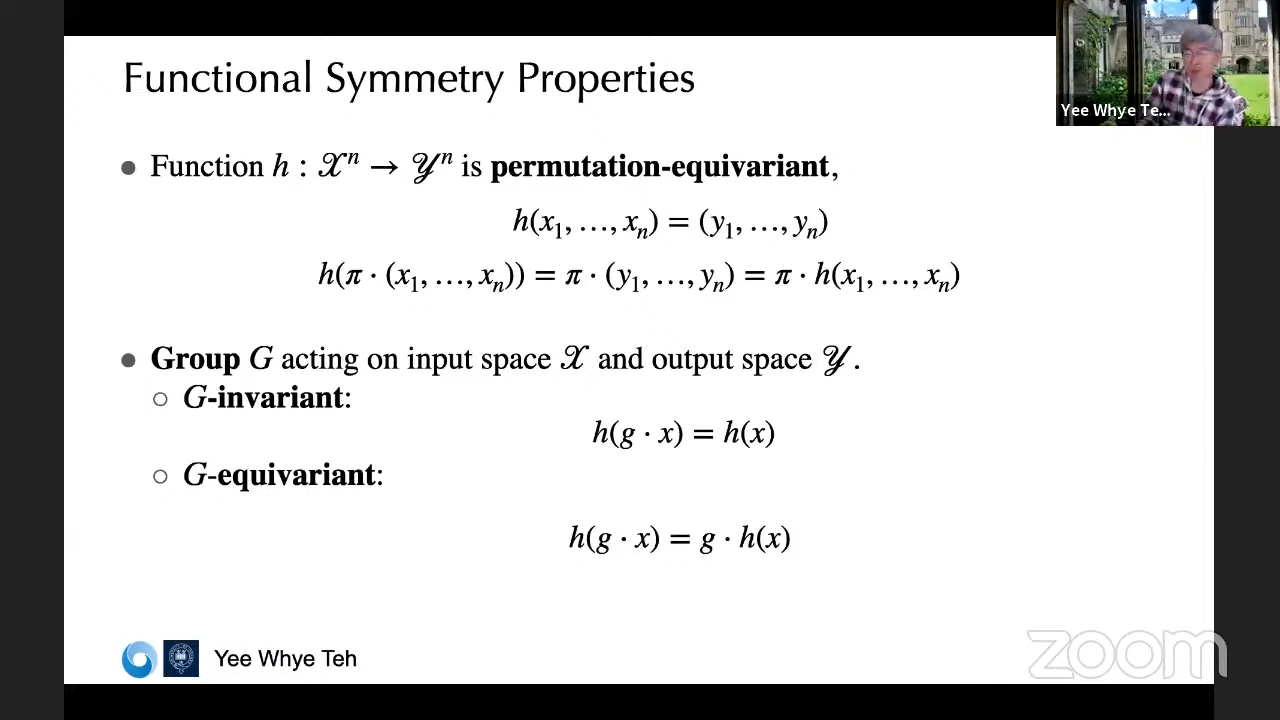 Functional Symmetry Properties
Yee Whye Te...
● Function h : 𝒳ⁿ → 𝒴ⁿ is permutation-equivariant,
h(x₁, …, xₙ) = (y₁, …, yₙ)
h(π · (x₁, …, xₙ)) = π · (y₁, …, yₙ) = π · h(x₁, …, xₙ)
● Group G acting on input space 𝒳 and output space 𝒴.
○ G-invariant:
h(g · x) = h(x)
○ G-equivariant:
h(g · x) = g · h(x)
Yee Whye Teh
zoom